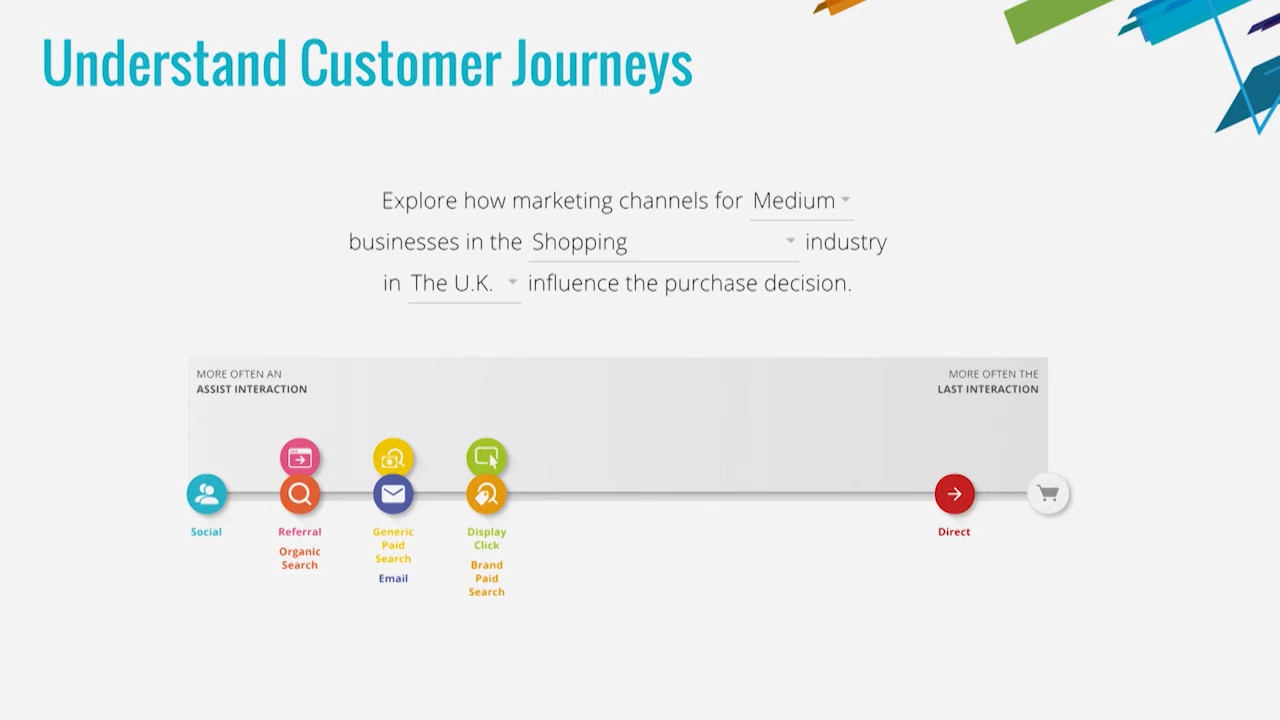 Understand Customer Journeys
Explore how marketing channels for Medium
businesses in the Shopping industry
in The U.K. influence the purchase decision.
MORE OFTEN AN
ASSIST INTERACTION
MORE OFTEN THE
LAST INTERACTION
Social
Referral
Organic
Search
Generic
Paid
Search
Email
Display
Click
Brand
Paid
Search
Direct